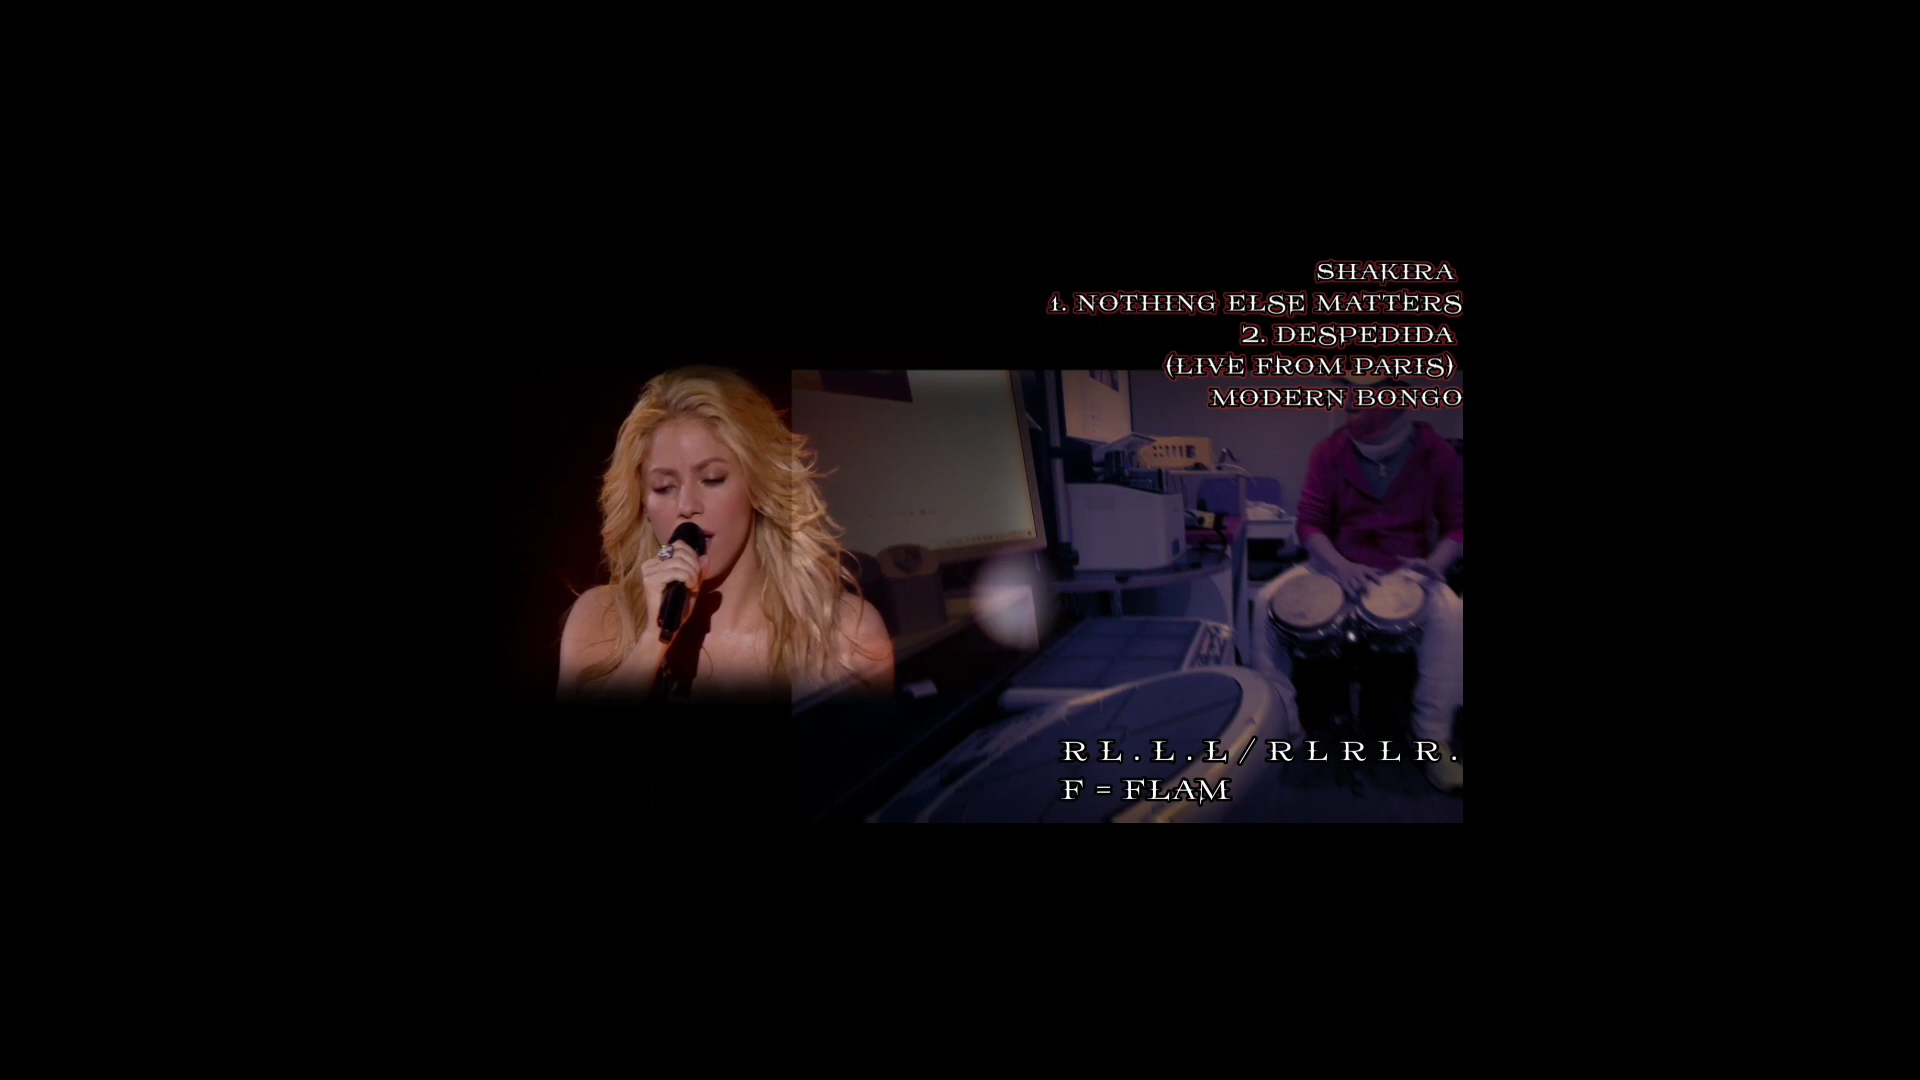 SHAKIRA
1. NOTHING ELSE MATTERS
2. DESPEDIDA
(LIVE FROM PARIS)
MODERN BONGO
R L . L . L / R L R L R .
F = FLAM